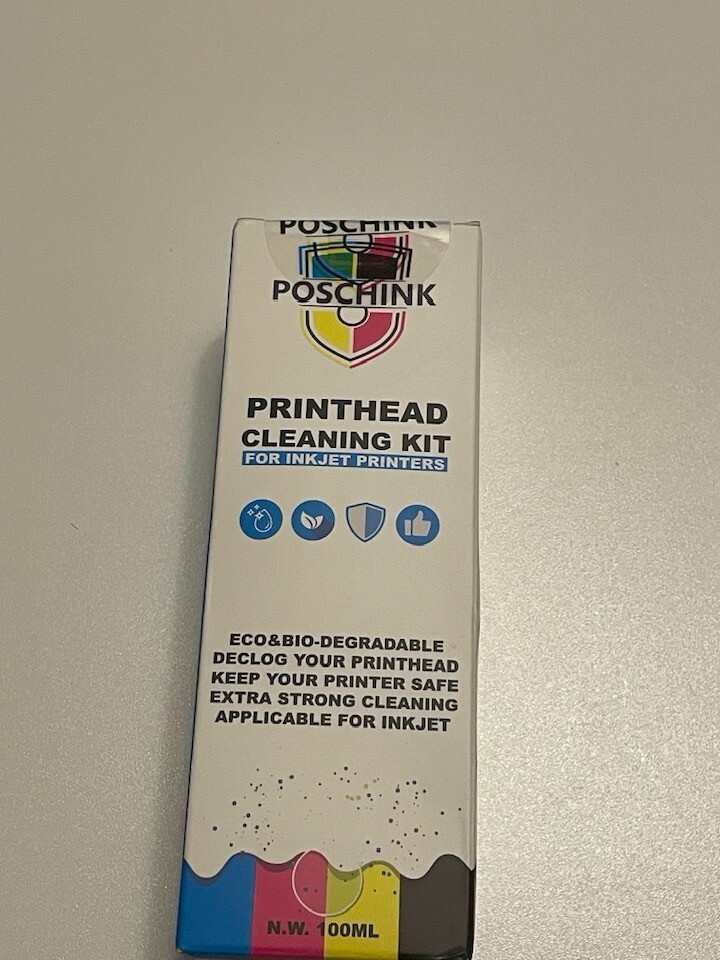 POSCHINK
POSCHINK
PRINTHEAD
CLEANING KIT
FOR INKJET PRINTERS
ECO&BIO-DEGRADABLE
DECLOG YOUR PRINTHEAD
KEEP YOUR PRINTER SAFE
EXTRA STRONG CLEANING
APPLICABLE FOR INKJET
N.W. 100ML